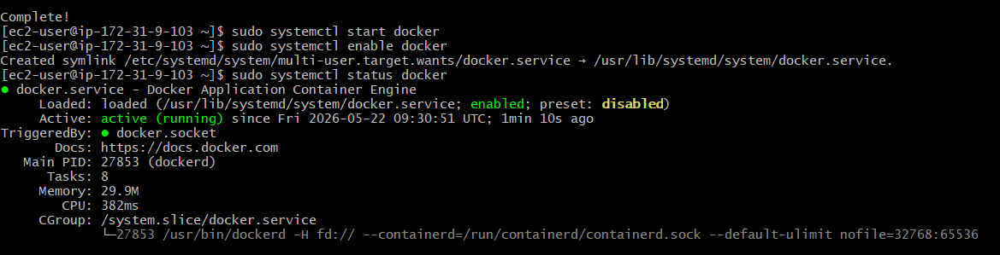 Complete!
[ec2-user@ip-172-31-9-103 ~]$ sudo systemctl start docker
[ec2-user@ip-172-31-9-103 ~]$ sudo systemctl enable docker
Created symlink /etc/systemd/system/multi-user.target.wants/docker.service → /usr/lib/systemd/system/docker.service.
[ec2-user@ip-172-31-9-103 ~]$ sudo systemctl status docker
● docker.service - Docker Application Container Engine
     Loaded: loaded (/usr/lib/systemd/system/docker.service; enabled; preset: disabled)
     Active: active (running) since Fri 2026-05-22 09:30:51 UTC; 1min 10s ago
TriggeredBy: ● docker.socket
       Docs: https://docs.docker.com
   Main PID: 27853 (dockerd)
      Tasks: 8
     Memory: 29.9M
        CPU: 382ms
     CGroup: /system.slice/docker.service
             └─27853 /usr/bin/dockerd -H fd:// --containerd=/run/containerd/containerd.sock --default-ulimit nofile=32768:65536